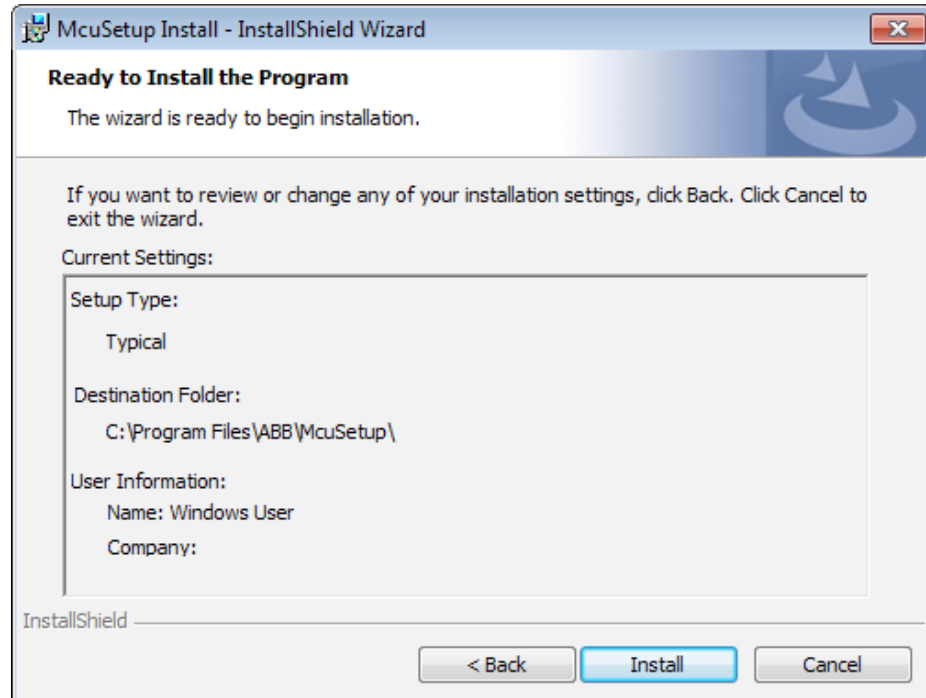 McuSetup Install - InstallShield Wizard
Ready to Install the Program
The wizard is ready to begin installation.
If you want to review or change any of your installation settings, click Back. Click Cancel to
exit the wizard.
Current Settings:
Setup Type:
Typical
Destination Folder:
C:\Program Files\ABB\McuSetup\
User Information:
Name: Windows User
Company:
InstallShield
< Back
Install
Cancel